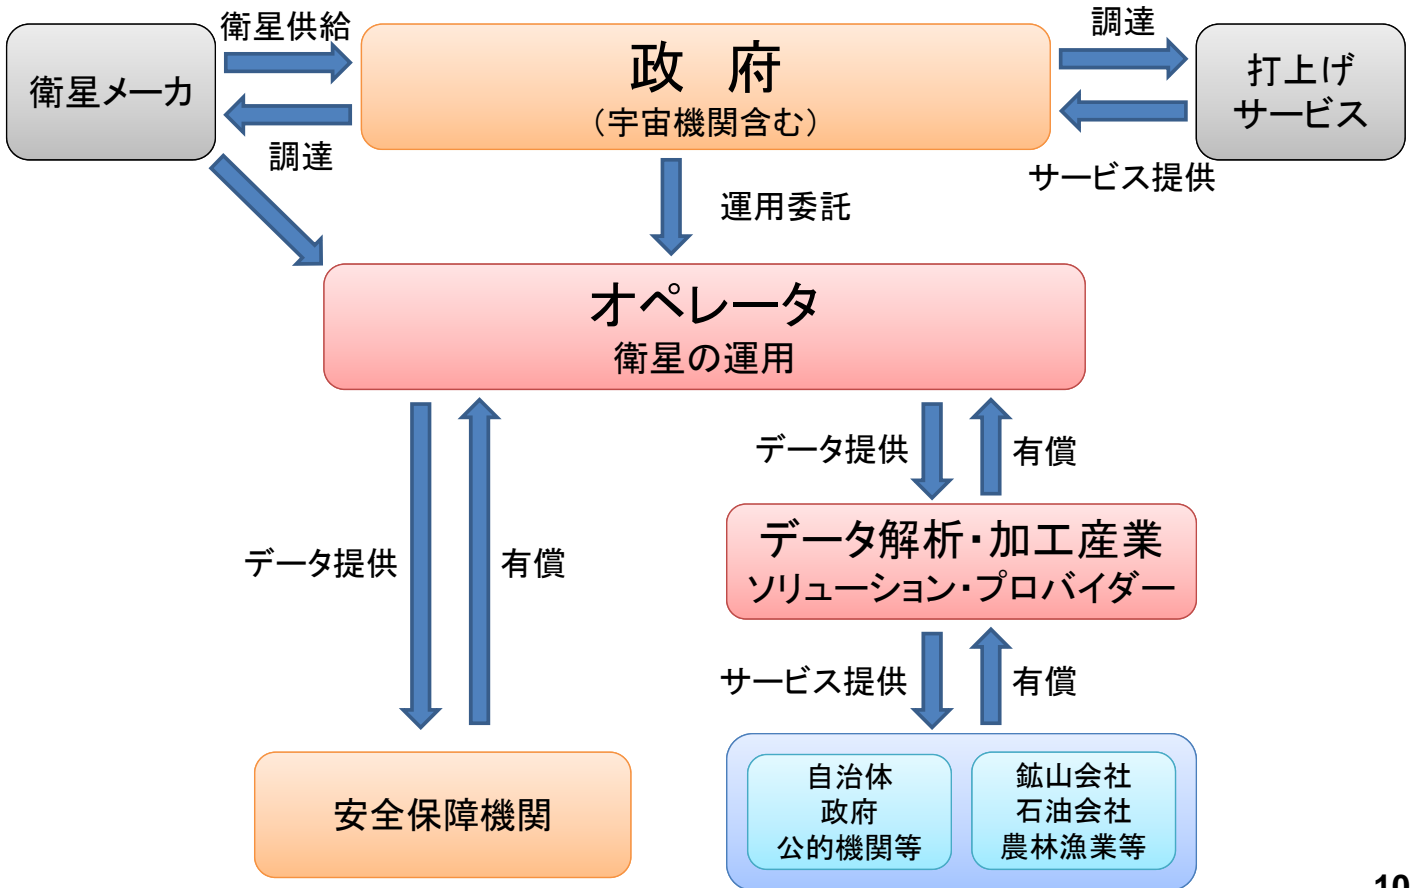 衛星供給
調達
衛星メーカ
政 府
(宇宙機関含む)
打上げ
サービス
調達
サービス提供
運用委託
オペレータ
衛星の運用
データ提供
有償
データ提供
有償
データ解析・加工産業
ソリューション・プロバイダー
サービス提供
有償
安全保障機関
自治体
政府
公的機関等
鉱山会社
石油会社
農林漁業等
10